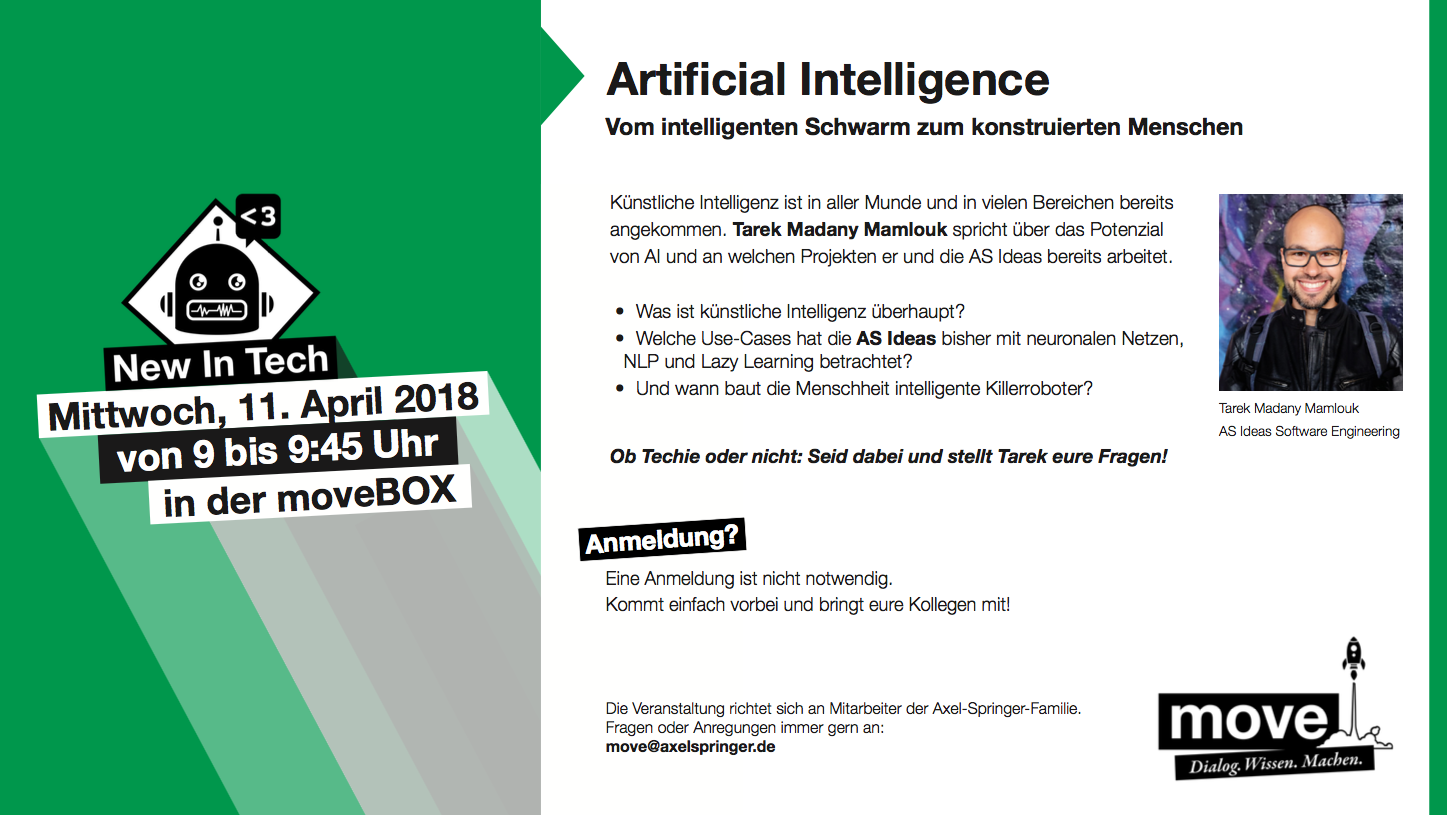 <3
New In Tech
Mittwoch, 11. April 2018
von 9 bis 9:45 Uhr
in der moveBOX
Artificial Intelligence
Vom intelligenten Schwarm zum konstruierten Menschen
Künstliche Intelligenz ist in aller Munde und in vielen Bereichen bereits
angekommen. Tarek Madany Mamlouk spricht über das Potenzial
von AI und an welchen Projekten er und die AS Ideas bereits arbeitet.
• Was ist künstliche Intelligenz überhaupt?
• Welche Use-Cases hat die AS Ideas bisher mit neuronalen Netzen,
NLP und Lazy Learning betrachtet?
• Und wann baut die Menschheit intelligente Killerroboter?
Ob Techie oder nicht: Seid dabei und stellt Tarek eure Fragen!
Tarek Madany Mamlouk
AS Ideas Software Engineering
Anmeldung?
Eine Anmeldung ist nicht notwendig.
Kommt einfach vorbei und bringt eure Kollegen mit!
Die Veranstaltung richtet sich an Mitarbeiter der Axel-Springer-Familie.
Fragen oder Anregungen immer gern an:
move@axelspringer.de
move
Dialog. Wissen. Machen.